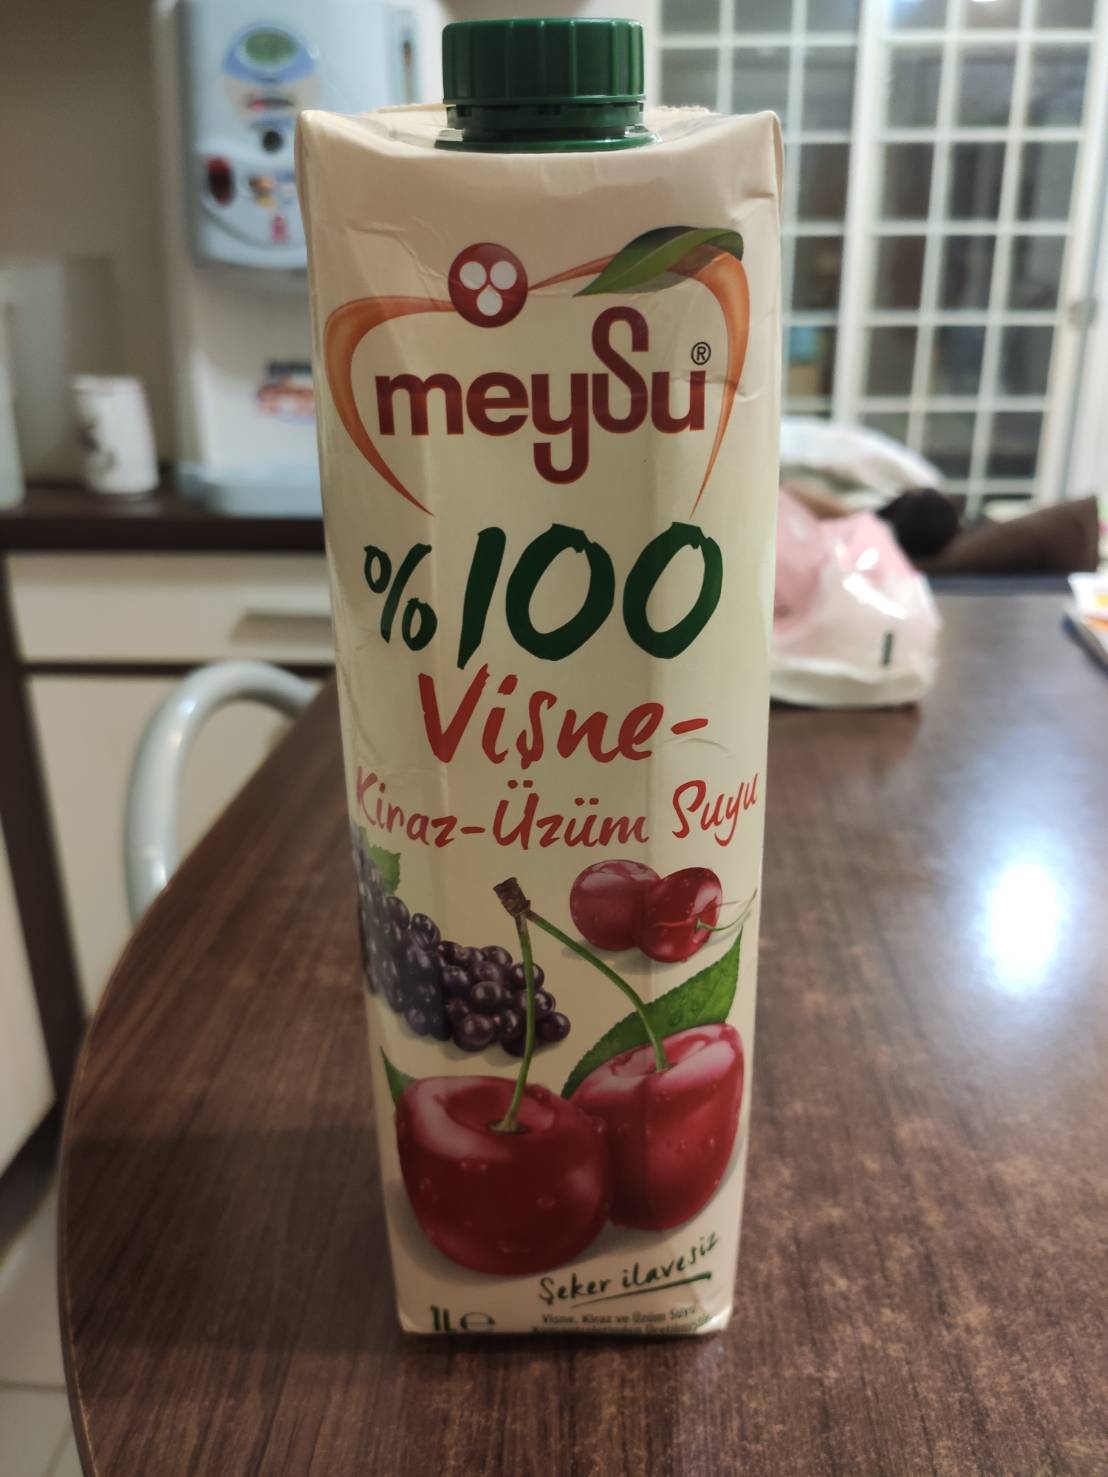 meySu®
%100
Vişne-
Kiraz-Üzüm Suyu
Şeker ilavesiz
1L℮
Vişne, Kiraz ve Üzüm Suyu